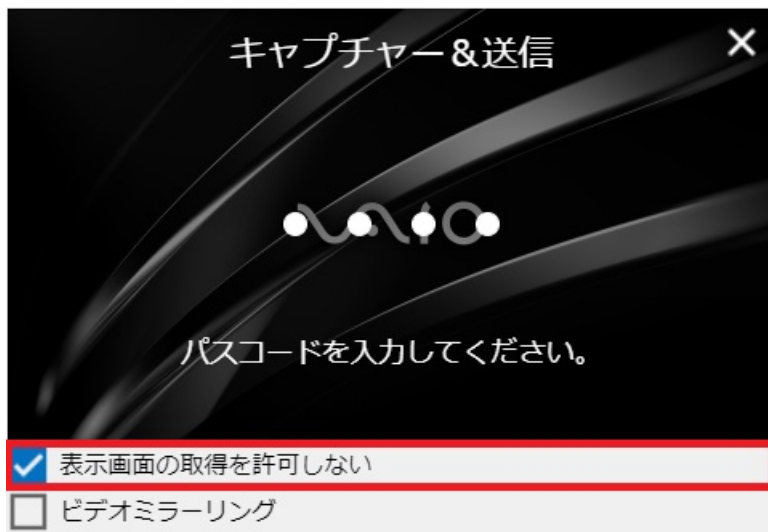 キャプチャー＆送信
VAIO
パスコードを入力してください。
表示画面の取得を許可しない
ビデオミラーリング